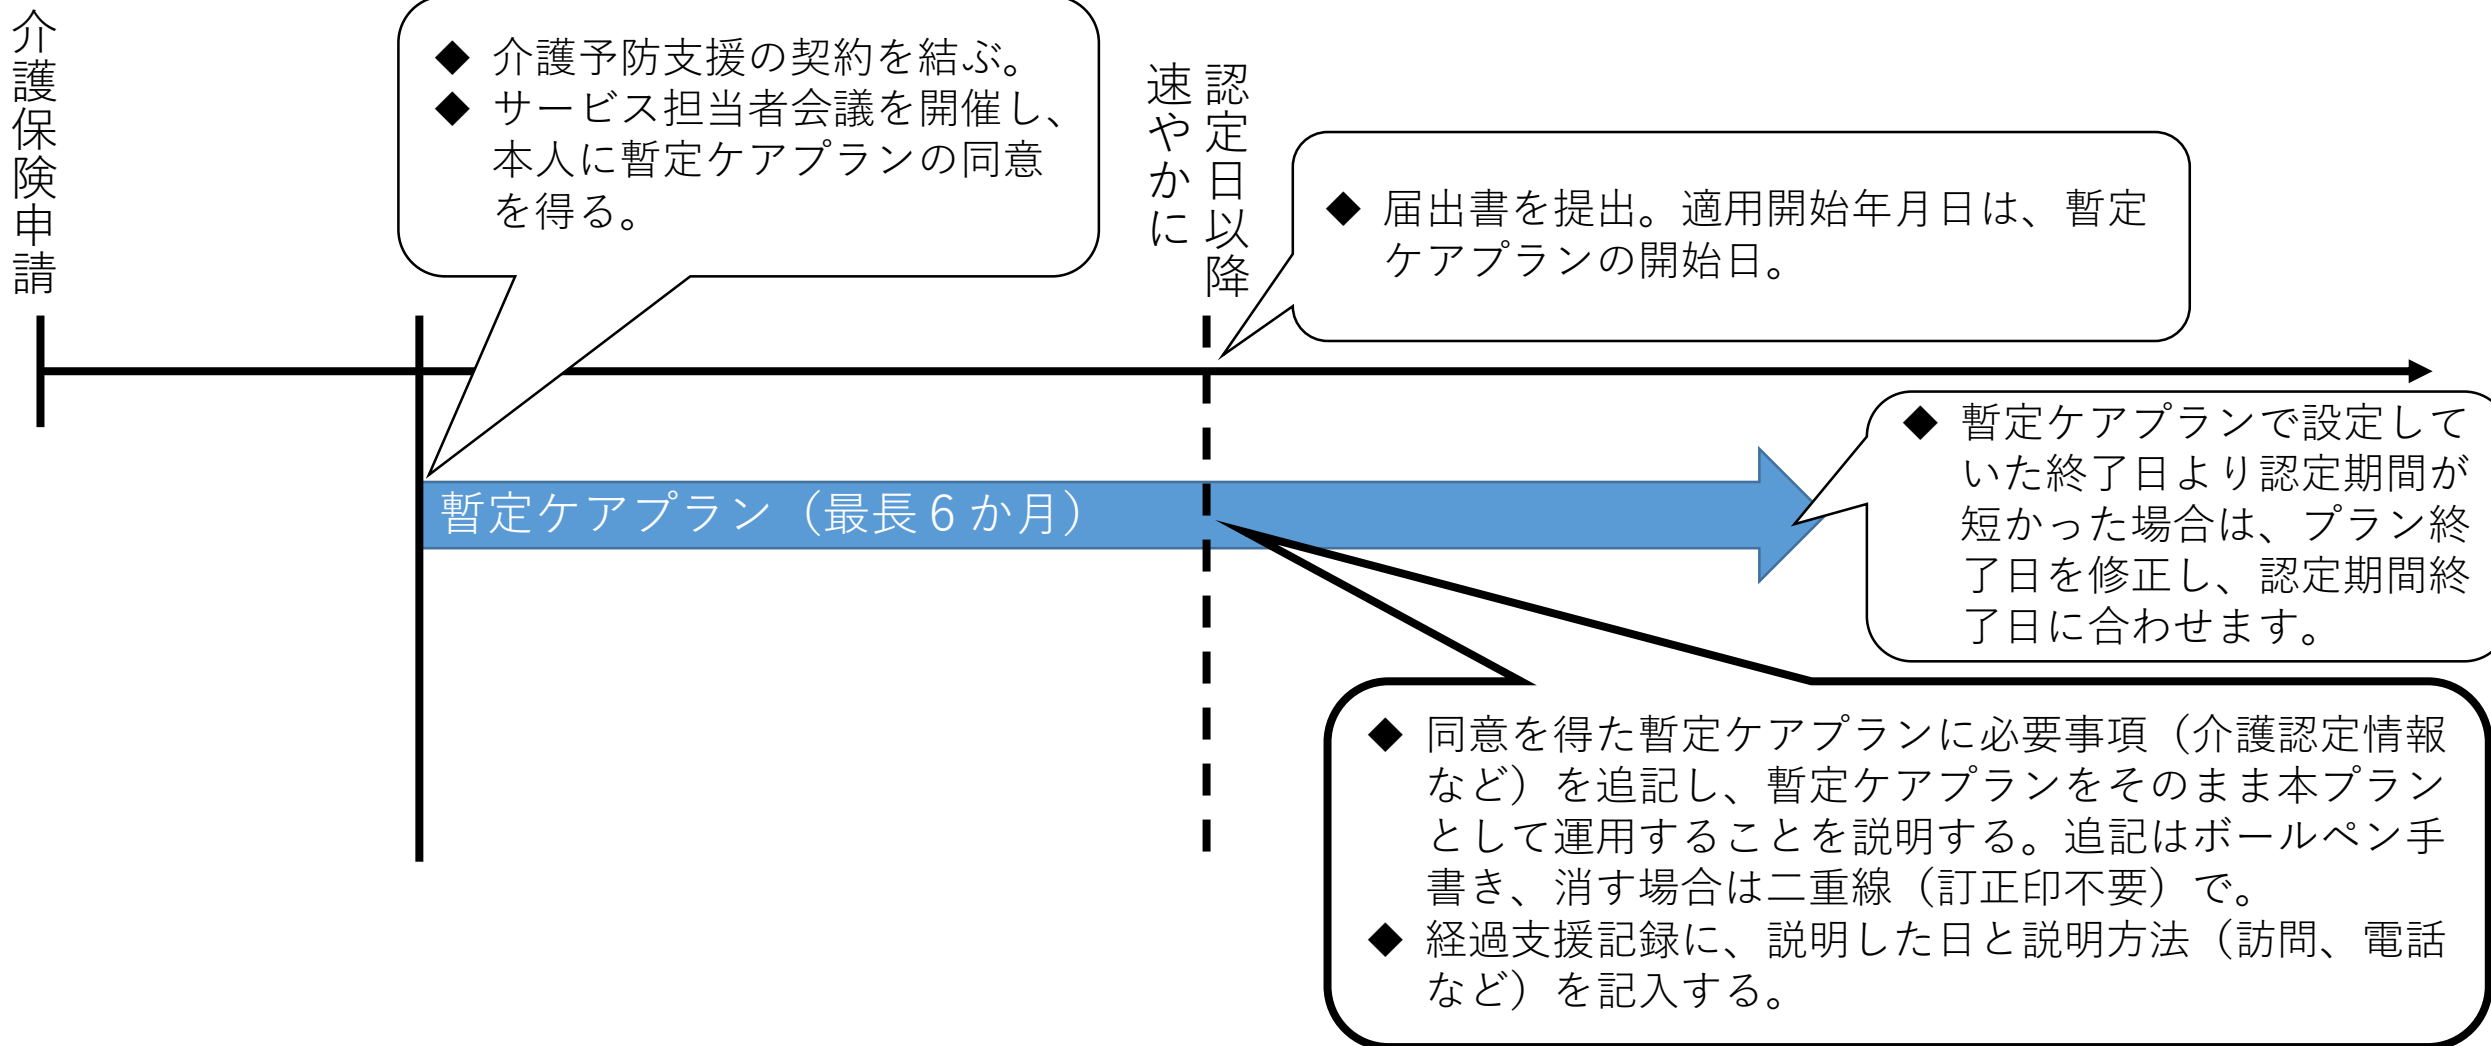 介護保険申請
◆ 介護予防支援の契約を結ぶ。
◆ サービス担当者会議を開催し、
本人に暫定ケアプランの同意
を得る。
認定日以降
速やかに
◆ 届出書を提出。適用開始年月日は、暫定
ケアプランの開始日。
暫定ケアプラン（最長６か月）
◆ 暫定ケアプランで設定して
いた終了日より認定期間が
短かった場合は、プラン終
了日を修正し、認定期間終
了日に合わせます。
◆ 同意を得た暫定ケアプランに必要事項（介護認定情報
など）を追記し、暫定ケアプランをそのまま本プラン
として運用することを説明する。追記はボールペン手
書き、消す場合は二重線（訂正印不要）で。
◆ 経過支援記録に、説明した日と説明方法（訪問、電話
など）を記入する。